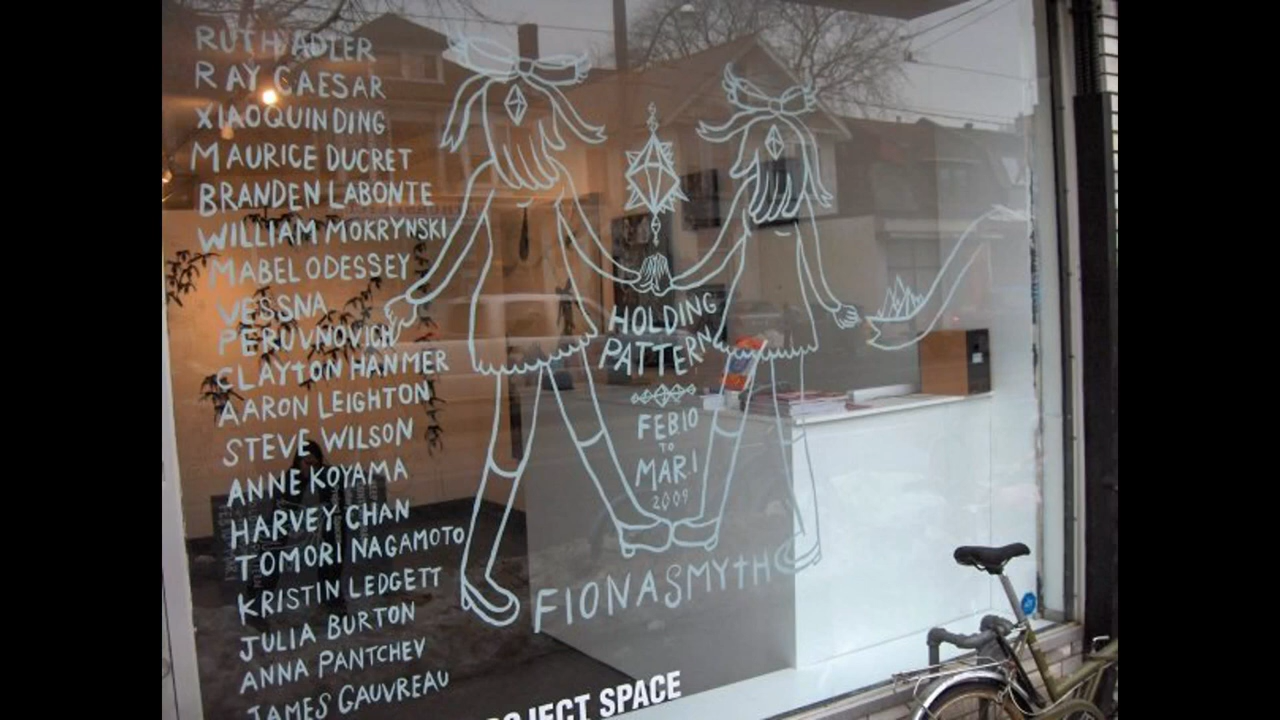 RUTH ADLER
RAY CAESAR
XIAOQUIN DING
MAURICE DUCRET
BRANDEN LABONTE
WILLIAM MOKRYNSKI
MABEL ODESSEY
VESSNA
PERUVNOVICH
CLAYTON HANMER
AARON LEIGHTON
STEVE WILSON
ANNE KOYAMA
HARVEY CHAN
TOMORI NAGAMOTO
KRISTIN LEDGETT
JULIA BURTON
ANNA PANTCHEV
JAMES GAUVREAU
HOLDING
PATTERN
FEB 10
TO
MAR. 1
2009
FIONA SMYTH
SPACE